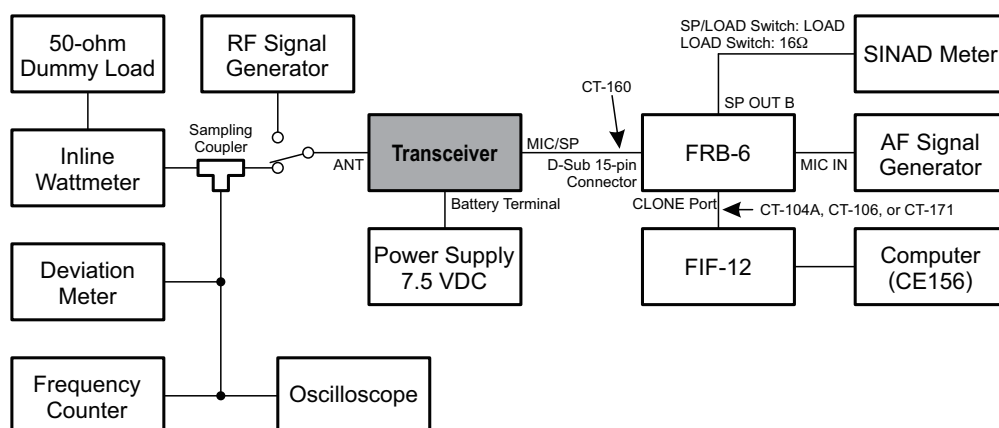 50-ohm
Dummy Load
RF Signal
Generator
SP/LOAD Switch: LOAD
LOAD Switch: 16Ω
SINAD Meter
CT-160
SP OUT B
Sampling
Coupler
Inline
Wattmeter
ANT
Transceiver
MIC/SP
D-Sub 15-pin
Connector
FRB-6
MIC IN
AF Signal
Generator
Battery Terminal
CLONE Port
CT-104A, CT-106, or CT-171
Deviation
Meter
Power Supply
7.5 VDC
FIF-12
Computer
(CE156)
Frequency
Counter
Oscilloscope